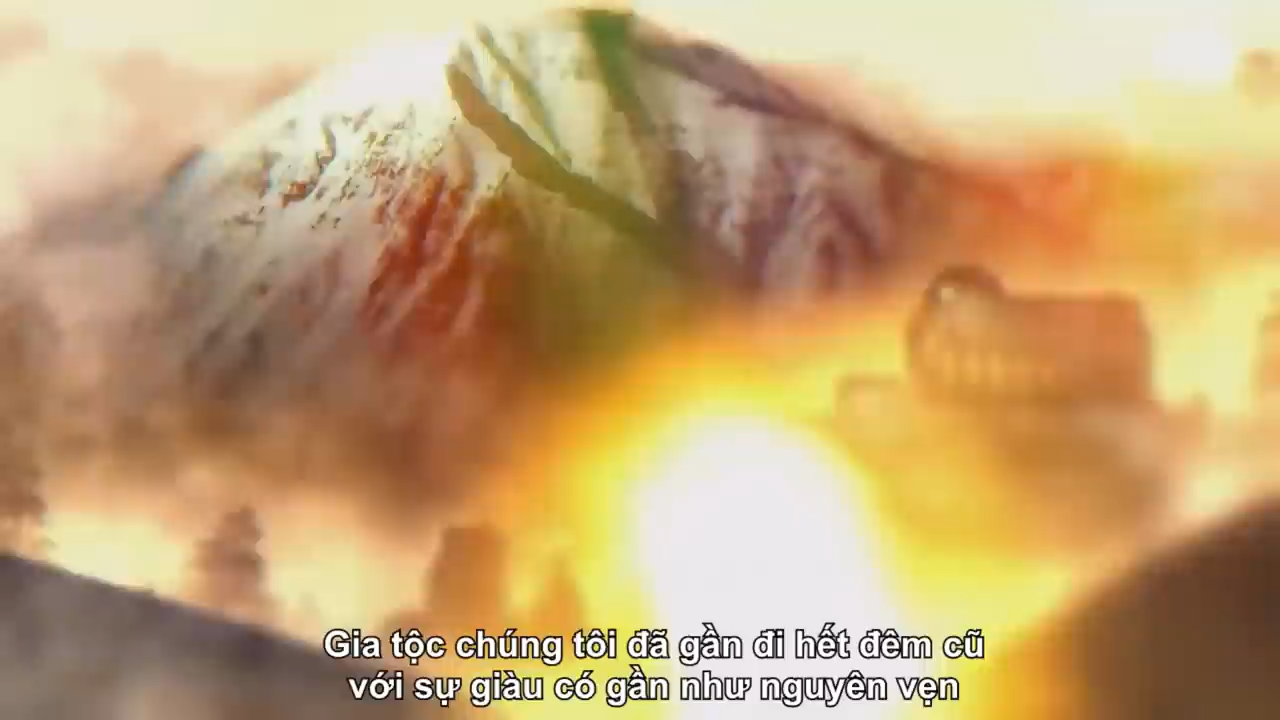 Gia tộc chúng tôi đã gần đi hết đêm cũ
với sự giàu có gần như nguyên vẹn